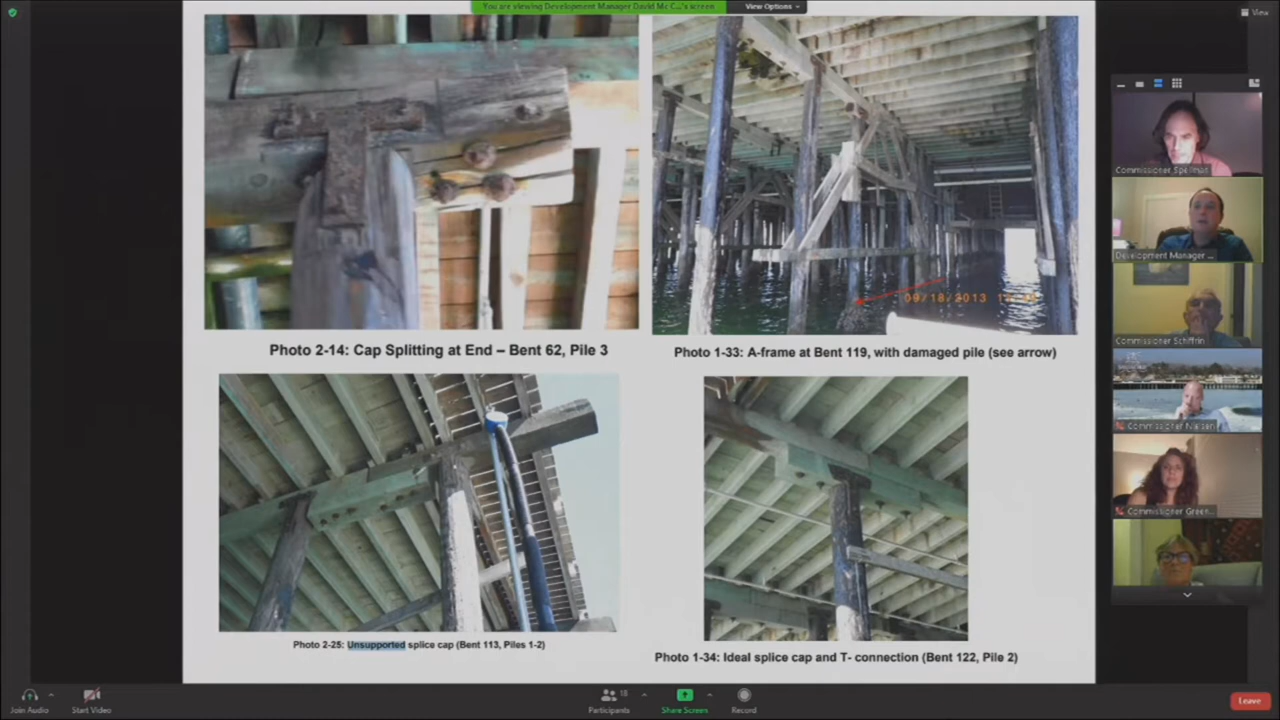 You are viewing Development Manager David Mc C...'s screen
View Options
View
Photo 2-14: Cap Splitting at End – Bent 62, Pile 3
09/18/2013
Photo 1-33: A-frame at Bent 119, with damaged pile (see arrow)
Photo 2-25: Unsupported splice cap (Bent 113, Piles 1-2)
Photo 1-34: Ideal splice cap and T- connection (Bent 122, Pile 2)
Commissioner Spellman
Development Manager ...
Commissioner Schiffrin
Commissioner Nielsen
Commissioner Green...
Join Audio
Start Video
Participants
18
Share Screen
Record
Leave